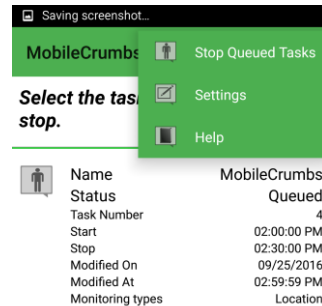 Saving screenshot...
MobileCrumbs
Stop Queued Tasks
Settings
Help
Select the tas
stop.
Name MobileCrumbs
Status Queued
Task Number 4
Start 02:00:00 PM
Stop 02:30:00 PM
Modified On 09/25/2016
Modified At 02:59:59 PM
Monitoring types Location